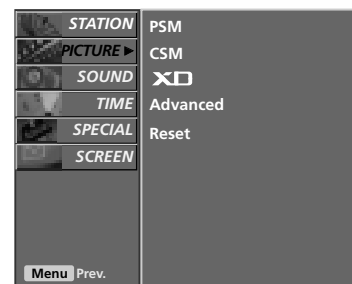 STATION
PICTURE ►
SOUND
TIME
SPECIAL
SCREEN
Menu Prev.
PSM
CSM
XD
Advanced
Reset